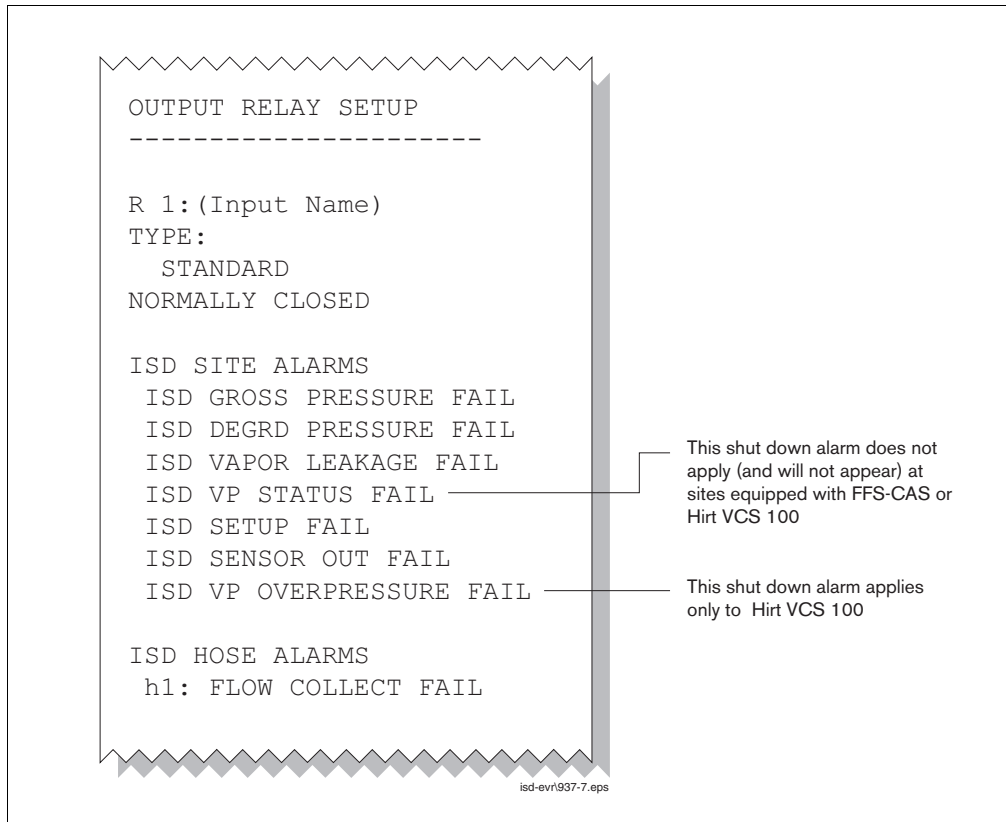 OUTPUT RELAY SETUP
----------------------
R 1:(Input Name)
TYPE:
STANDARD
NORMALLY CLOSED
ISD SITE ALARMS
ISD GROSS PRESSURE FAIL
ISD DEGRD PRESSURE FAIL
ISD VAPOR LEAKAGE FAIL
ISD VP STATUS FAIL
ISD SETUP FAIL
ISD SENSOR OUT FAIL
ISD VP OVERPRESSURE FAIL
ISD HOSE ALARMS
h1: FLOW COLLECT FAIL
This shut down alarm does not
apply (and will not appear) at
sites equipped with FFS-CAS or
Hirt VCS 100
This shut down alarm applies
only to Hirt VCS 100
isd-evr\937-7.eps